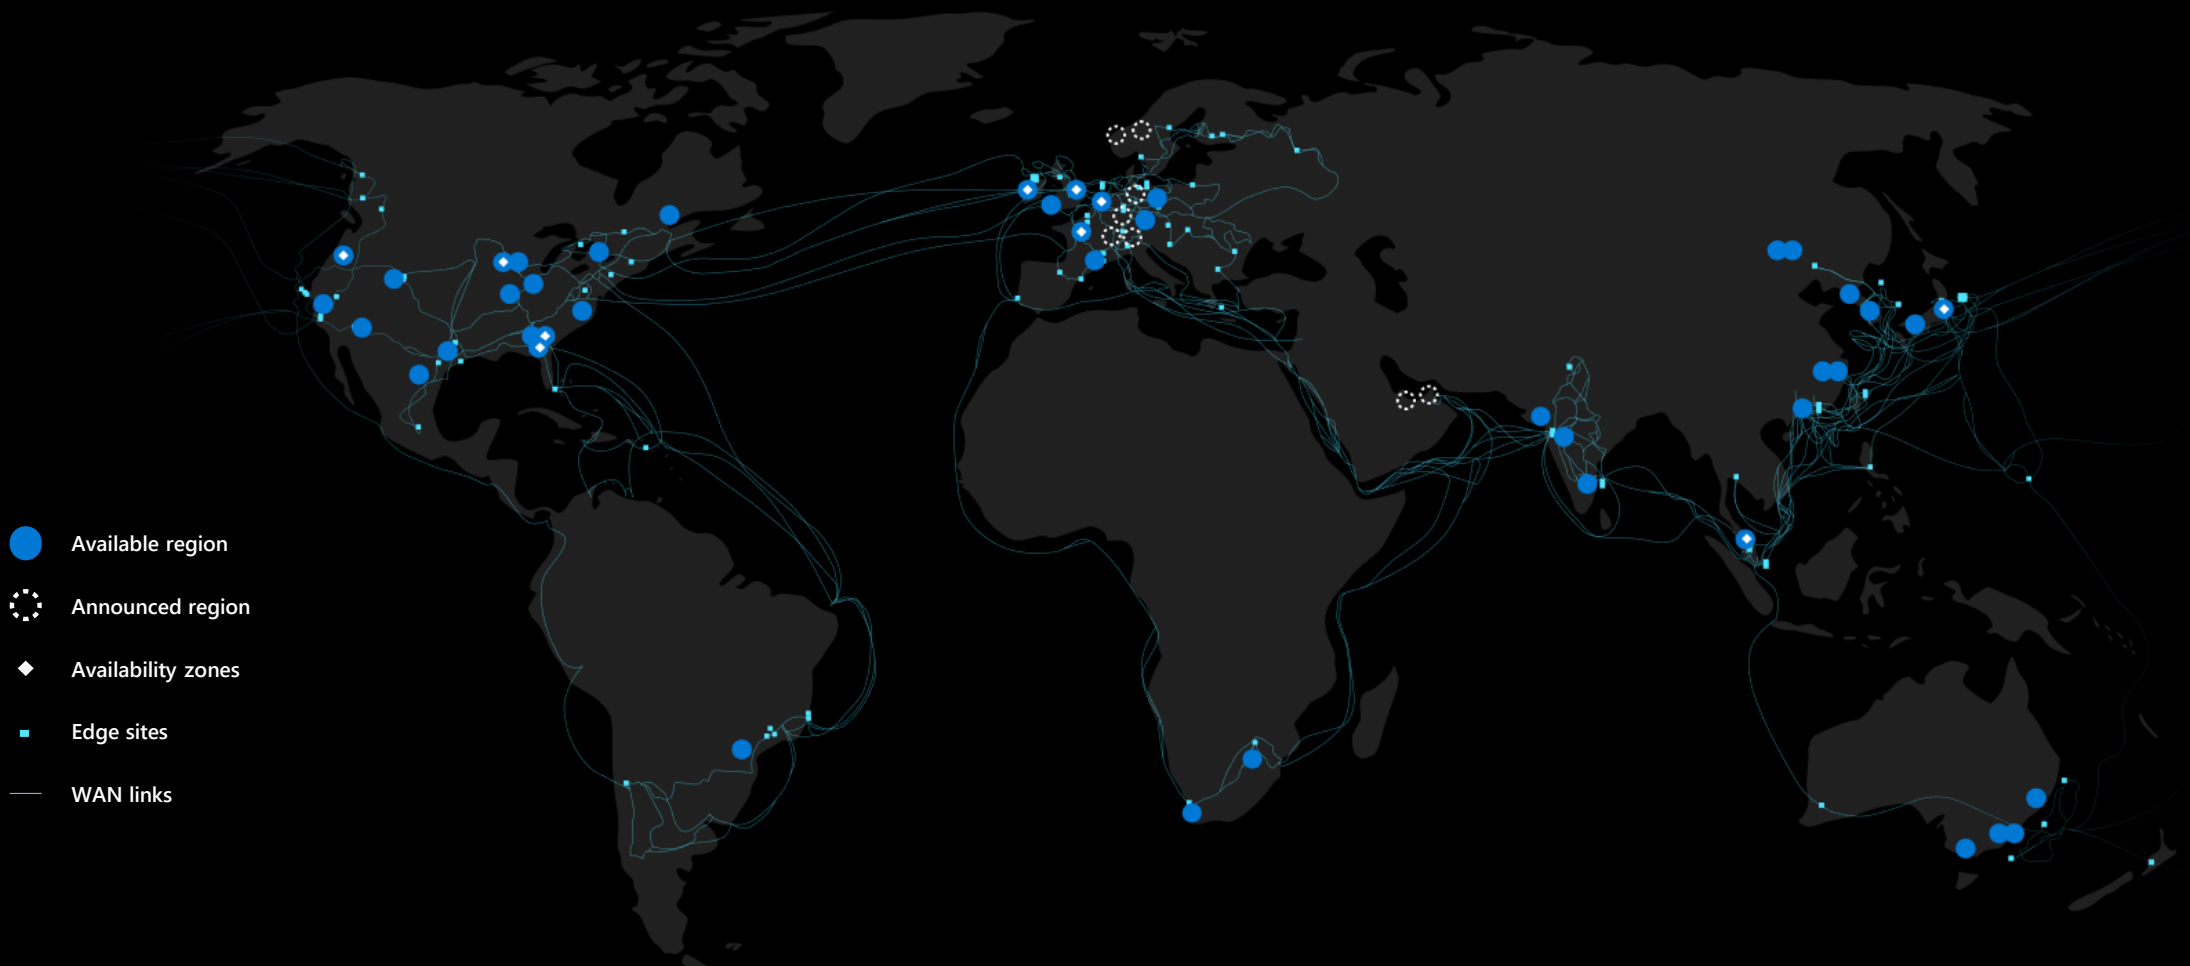 Available region
Announced region
Availability zones
Edge sites
WAN links